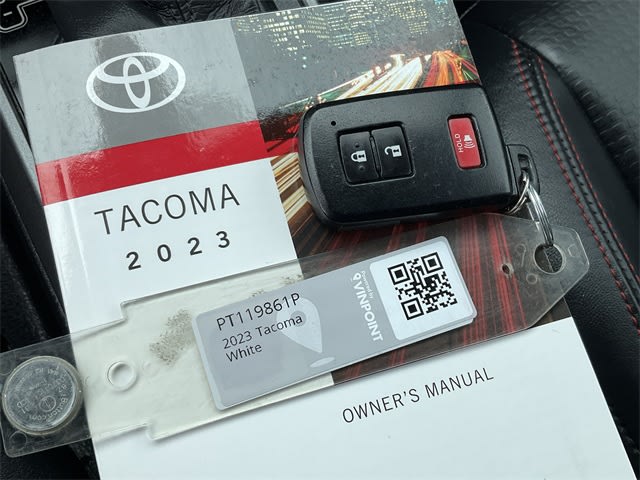 TACOMA
2023
HOLD
PT119861P
2023 Tacoma
White
VINPOINT
OWNER'S MANUAL